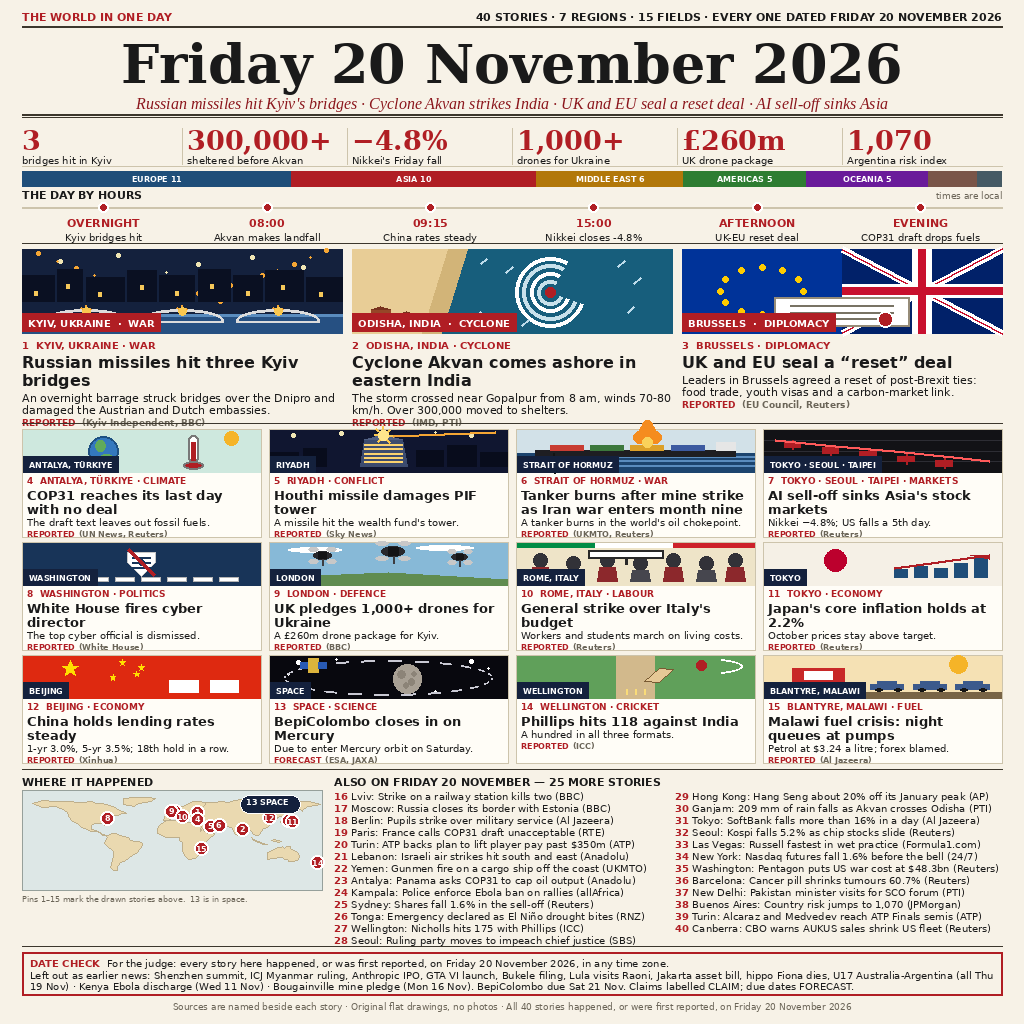 THE WORLD IN ONE DAY
40 STORIES · 7 REGIONS · 15 FIELDS · EVERY ONE DATED FRIDAY 20 NOVEMBER 2026
Friday 20 November 2026
Russian missiles hit Kyiv's bridges · Cyclone Akvan strikes India · UK and EU seal a reset deal · AI sell-off sinks Asia
3
bridges hit in Kyiv
300,000+
sheltered before Akvan
−4.8%
Nikkei's Friday fall
1,000+
drones for Ukraine
£260m
UK drone package
1,070
Argentina risk index
EUROPE 11
ASIA 10
MIDDLE EAST 6
AMERICAS 5
OCEANIA 5
THE DAY BY HOURS
times are local
OVERNIGHT
Kyiv bridges hit
08:00
Akvan makes landfall
09:15
China rates steady
15:00
Nikkei closes -4.8%
AFTERNOON
UK-EU reset deal
EVENING
COP31 draft drops fuels
KYIV, UKRAINE · WAR
1 KYIV, UKRAINE · WAR
Russian missiles hit three Kyiv
bridges
An overnight barrage struck bridges over the Dnipro and
damaged the Austrian and Dutch embassies.
REPORTED (Kyiv Independent, BBC)
ODISHA, INDIA · CYCLONE
2 ODISHA, INDIA · CYCLONE
Cyclone Akvan comes ashore in
eastern India
The storm crossed near Gopalpur from 8 am, winds 70-80
km/h. Over 300,000 moved to shelters.
REPORTED (IMD, PTI)
BRUSSELS · DIPLOMACY
3 BRUSSELS · DIPLOMACY
UK and EU seal a “reset” deal
Leaders in Brussels agreed a reset of post-Brexit ties:
food trade, youth visas and a carbon-market link.
REPORTED (EU Council, Reuters)
ANTALYA, TÜRKIYE
4 ANTALYA, TÜRKIYE · CLIMATE
COP31 reaches its last day
with no deal
The draft text leaves out fossil fuels.
REPORTED (UN News, Reuters)
RIYADH
5 RIYADH · CONFLICT
Houthi missile damages PIF
tower
A missile hit the wealth fund's tower.
REPORTED (Sky News)
STRAIT OF HORMUZ
6 STRAIT OF HORMUZ · WAR
Tanker burns after mine strike
as Iran war enters month nine
A tanker burns in the world's oil chokepoint.
REPORTED (UKMTO, Reuters)
TOKYO · SEOUL · TAIPEI
7 TOKYO · SEOUL · TAIPEI · MARKETS
AI sell-off sinks Asia's stock
markets
Nikkei −4.8%; US falls a 5th day.
REPORTED (Reuters)
WASHINGTON
8 WASHINGTON · POLITICS
White House fires cyber
director
The top cyber official is dismissed.
REPORTED (White House)
LONDON
9 LONDON · DEFENCE
UK pledges 1,000+ drones for
Ukraine
A £260m drone package for Kyiv.
REPORTED (BBC)
ROME, ITALY
10 ROME, ITALY · LABOUR
General strike over Italy's
budget
Workers and students march on living costs.
REPORTED (Reuters)
TOKYO
11 TOKYO · ECONOMY
Japan's core inflation holds at
2.2%
October prices stay above target.
REPORTED (Reuters)
BEIJING
12 BEIJING · ECONOMY
China holds lending rates
steady
1-yr 3.0%, 5-yr 3.5%; 18th hold in a row.
REPORTED (Xinhua)
SPACE
13 SPACE · SCIENCE
BepiColombo closes in on
Mercury
Due to enter Mercury orbit on Saturday.
FORECAST (ESA, JAXA)
WELLINGTON
14 WELLINGTON · CRICKET
Phillips hits 118 against India
A hundred in all three formats.
REPORTED (ICC)
BLANTYRE, MALAWI
15 BLANTYRE, MALAWI · FUEL
Malawi fuel crisis: night
queues at pumps
Petrol at $3.24 a litre; forex blamed.
REPORTED (Al Jazeera)
WHERE IT HAPPENED
13 SPACE
8
9
10
1
4
5
6
2
12
11
15
14
Pins 1–15 mark the drawn stories above. 13 is in space.
ALSO ON FRIDAY 20 NOVEMBER — 25 MORE STORIES
16 Lviv: Strike on a railway station kills two (BBC)
17 Moscow: Russia closes its border with Estonia (BBC)
18 Berlin: Pupils strike over military service (Al Jazeera)
19 Paris: France calls COP31 draft unacceptable (RTE)
20 Turin: ATP backs plan to lift player pay past $350m (ATP)
21 Lebanon: Israeli air strikes hit south and east (Anadolu)
22 Yemen: Gunmen fire on a cargo ship off the coast (UKMTO)
23 Antalya: Panama asks COP31 to cap oil output (Anadolu)
24 Kampala: Police enforce Ebola ban on rallies (allAfrica)
25 Sydney: Shares fall 1.6% in the sell-off (Reuters)
26 Tonga: Emergency declared as El Niño drought bites (RNZ)
27 Wellington: Nicholls hits 175 with Phillips (ICC)
28 Seoul: Ruling party moves to impeach chief justice (SBS)
29 Hong Kong: Hang Seng about 20% off its January peak (AP)
30 Ganjam: 209 mm of rain falls as Akvan crosses Odisha (PTI)
31 Tokyo: SoftBank falls more than 16% in a day (Al Jazeera)
32 Seoul: Kospi falls 5.2% as chip stocks slide (Reuters)
33 Las Vegas: Russell fastest in wet practice (Formula1.com)
34 New York: Nasdaq futures fall 1.6% before the bell (24/7)
35 Washington: Pentagon puts US war cost at $48.3bn (Reuters)
36 Barcelona: Cancer pill shrinks tumours 60.7% (Reuters)
37 New Delhi: Pakistan minister visits for SCO forum (PTI)
38 Buenos Aires: Country risk jumps to 1,070 (JPMorgan)
39 Turin: Alcaraz and Medvedev reach ATP Finals semis (ATP)
40 Canberra: CBO warns AUKUS sales shrink US fleet (Reuters)
DATE CHECK For the judge: every story here happened, or was first reported, on Friday 20 November 2026, in any time zone.
Left out as earlier news: Shenzhen summit, ICJ Myanmar ruling, Anthropic IPO, GTA VI launch, Bukele filing, Lula visits Raoni, Jakarta asset bill, hippo Fiona dies, U17 Australia-Argentina (all Thu
19 Nov) · Kenya Ebola discharge (Wed 11 Nov) · Bougainville mine pledge (Mon 16 Nov). BepiColombo due Sat 21 Nov. Claims labelled CLAIM; due dates FORECAST.
Sources are named beside each story · Original flat drawings, no photos · All 40 stories happened, or were first reported, on Friday 20 November 2026